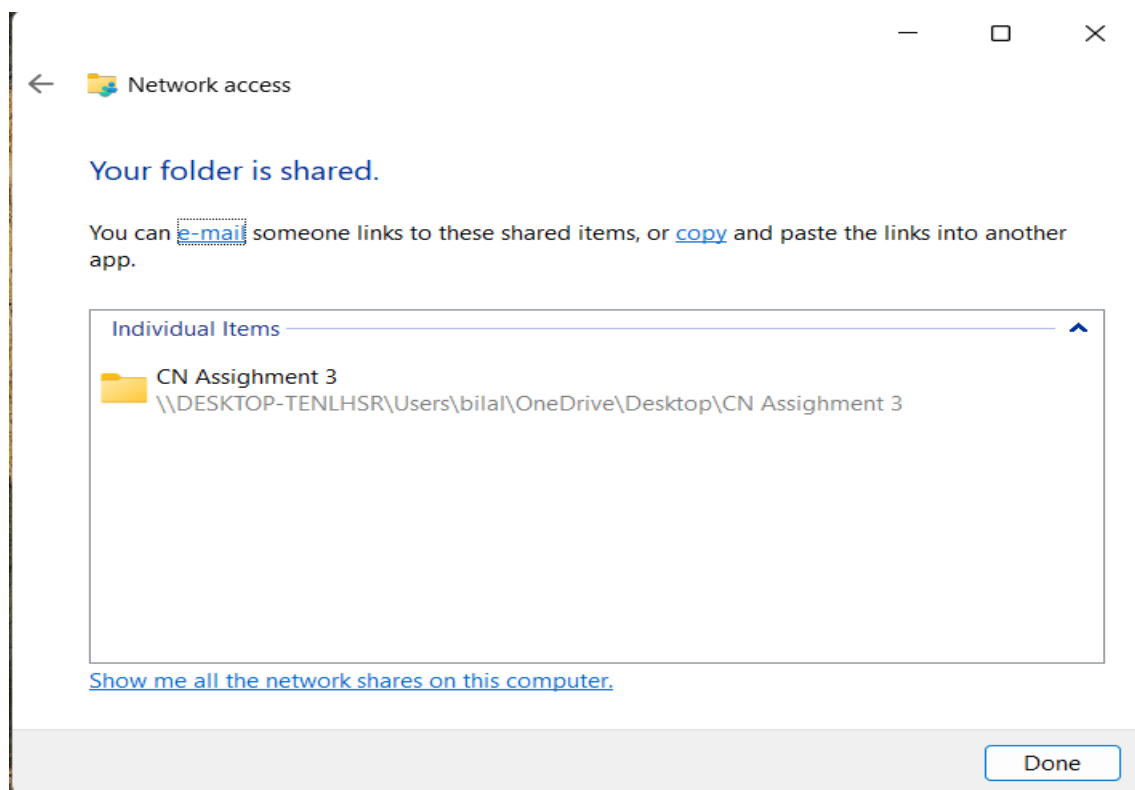 Network access
Your folder is shared.
You can e-mail someone links to these shared items, or copy and paste the links into another
app.
Individual Items
CN Assighment 3
\\DESKTOP-TENLHSR\Users\bilal\OneDrive\Desktop\CN Assighment 3
Show me all the network shares on this computer.
Done